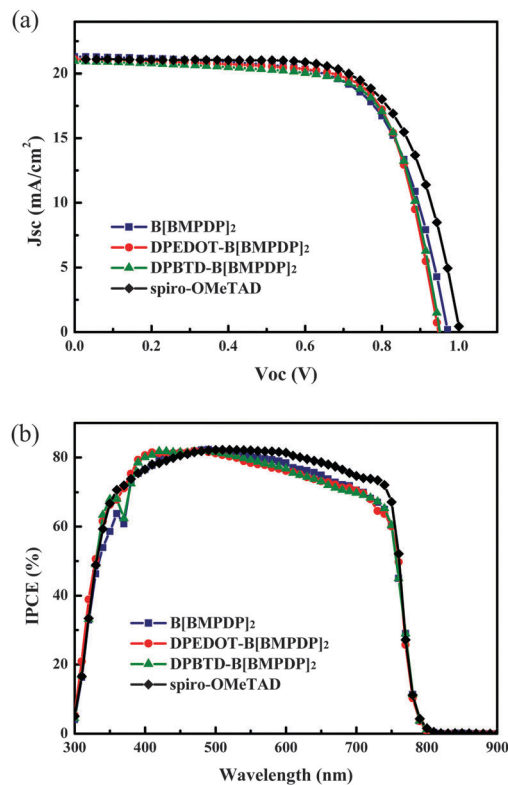 (a)
25
20
15
10
5
0
Jsc (mA/cm²)
B[BMPDP]₂
DPEDOT-B[BMPDP]₂
DPBTD-B[BMPDP]₂
spiro-OMeTAD
0.0 0.2 0.4 0.6 0.8 1.0
Voc (V)
(b)
80
60
40
20
0
IPCE (%)
B[BMPDP]₂
DPEDOT-B[BMPDP]₂
DPBTD-B[BMPDP]₂
spiro-OMeTAD
300 400 500 600 700 800 900
Wavelength (nm)